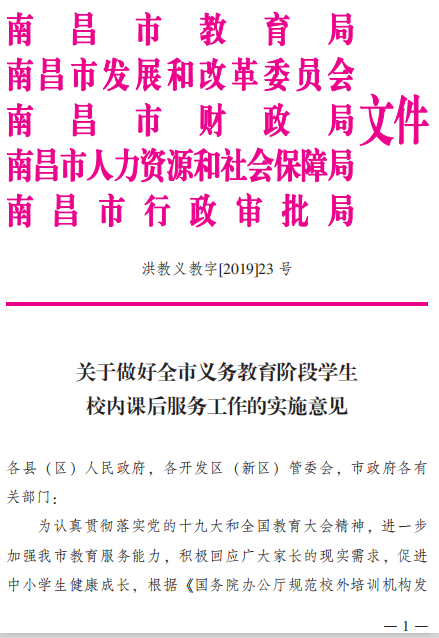 南昌市教育局
南昌市发展和改革委员会
南昌市财政局
南昌市人力资源和社会保障局
南昌市行政审批局
文件
洪教义教字[2019]23 号
关于做好全市义务教育阶段学生
校内课后服务工作的实施意见
各县（区）人民政府，各开发区（新区）管委会，市政府各有
关部门：
为认真贯彻落实党的十九大和全国教育大会精神，进一步
加强我市教育服务能力，积极回应广大家长的现实需求，促进
中小学生健康成长，根据《国务院办公厅规范校外培训机构发
— 1 —